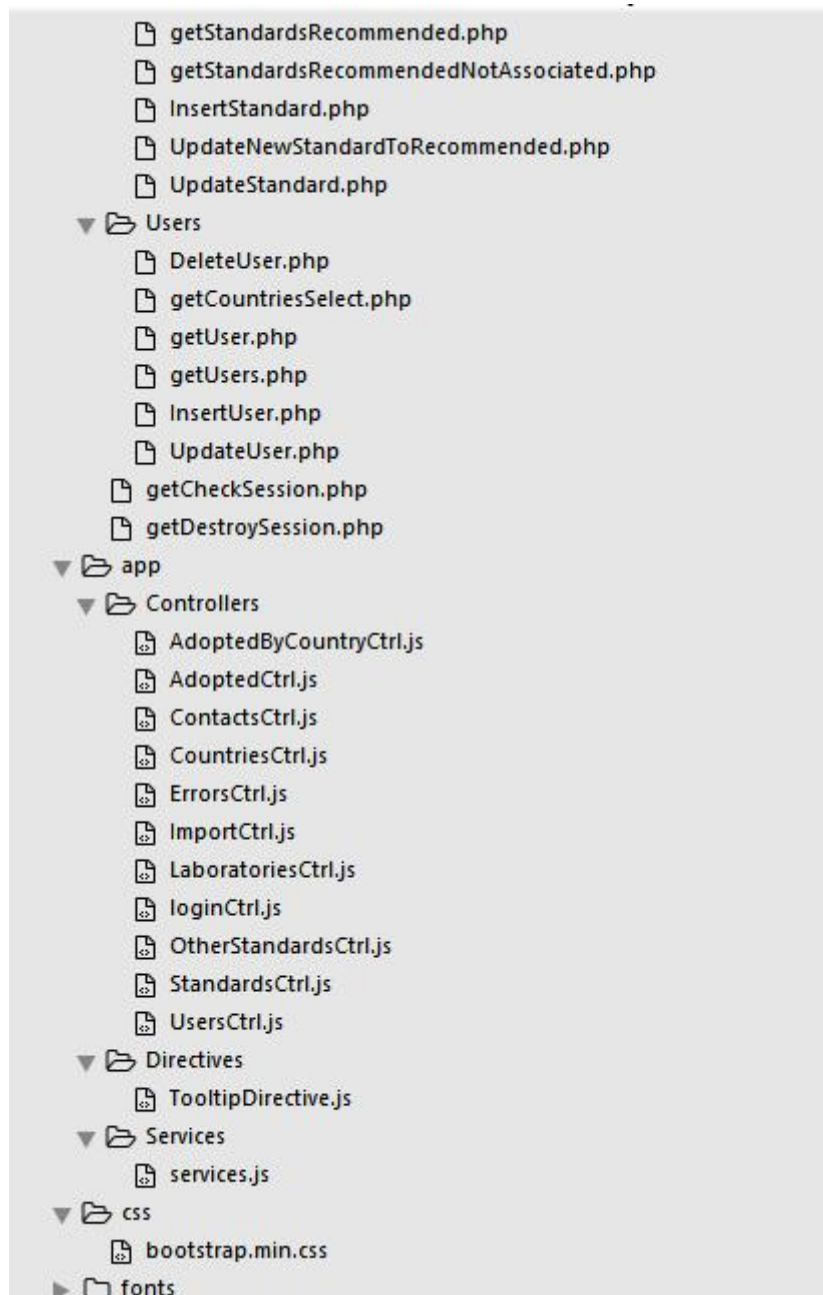 getStandardsRecommended.php
getStandardsRecommendedNotAssociated.php
InsertStandard.php
UpdateNewStandardToRecommended.php
UpdateStandard.php
Users
DeleteUser.php
getCountriesSelect.php
getUser.php
getUsers.php
InsertUser.php
UpdateUser.php
getCheckSession.php
getDestroySession.php
app
Controllers
AdoptedByCountryCtrl.js
AdoptedCtrl.js
ContactsCtrl.js
CountriesCtrl.js
ErrorsCtrl.js
ImportCtrl.js
LaboratoriesCtrl.js
loginCtrl.js
OtherStandardsCtrl.js
StandardsCtrl.js
UsersCtrl.js
Directives
TooltipDirective.js
Services
services.js
css
bootstrap.min.css
fonts